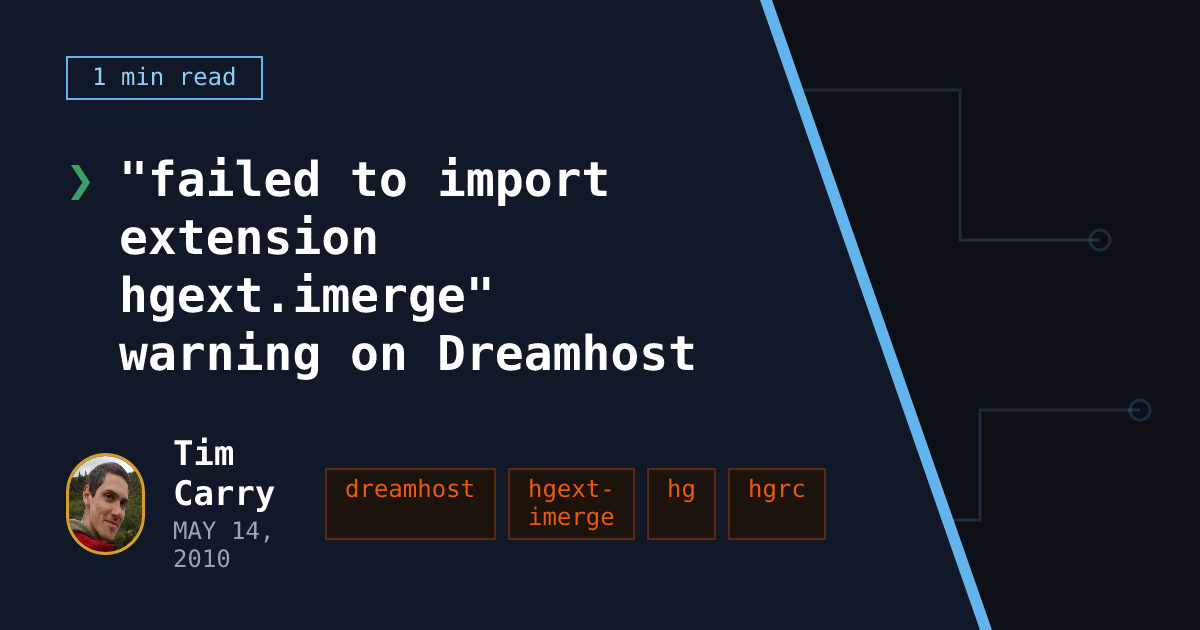 1 min read
❯ "failed to import
extension
hgext.imerge"
warning on Dreamhost
Tim
Carry
MAY 14,
2010
dreamhost
hgext-
imerge
hg
hgrc